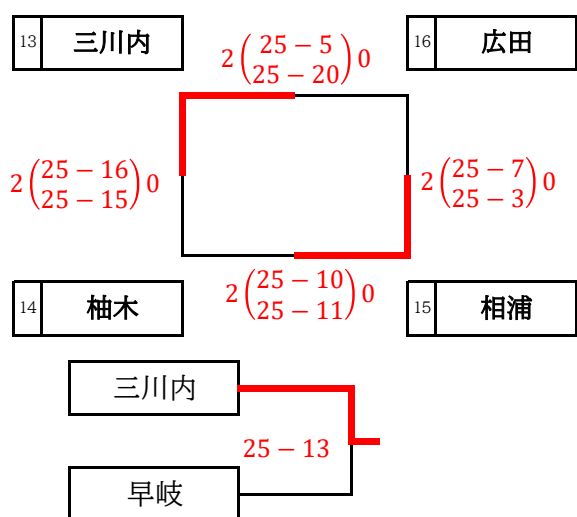 13 三川内
16 広田
2(25 − 5
25 − 20)0
2(25 − 16
25 − 15)0
2(25 − 7
25 − 3)0
2(25 − 10
25 − 11)0
14 柚木
15 相浦
三川内
25 − 13
早岐